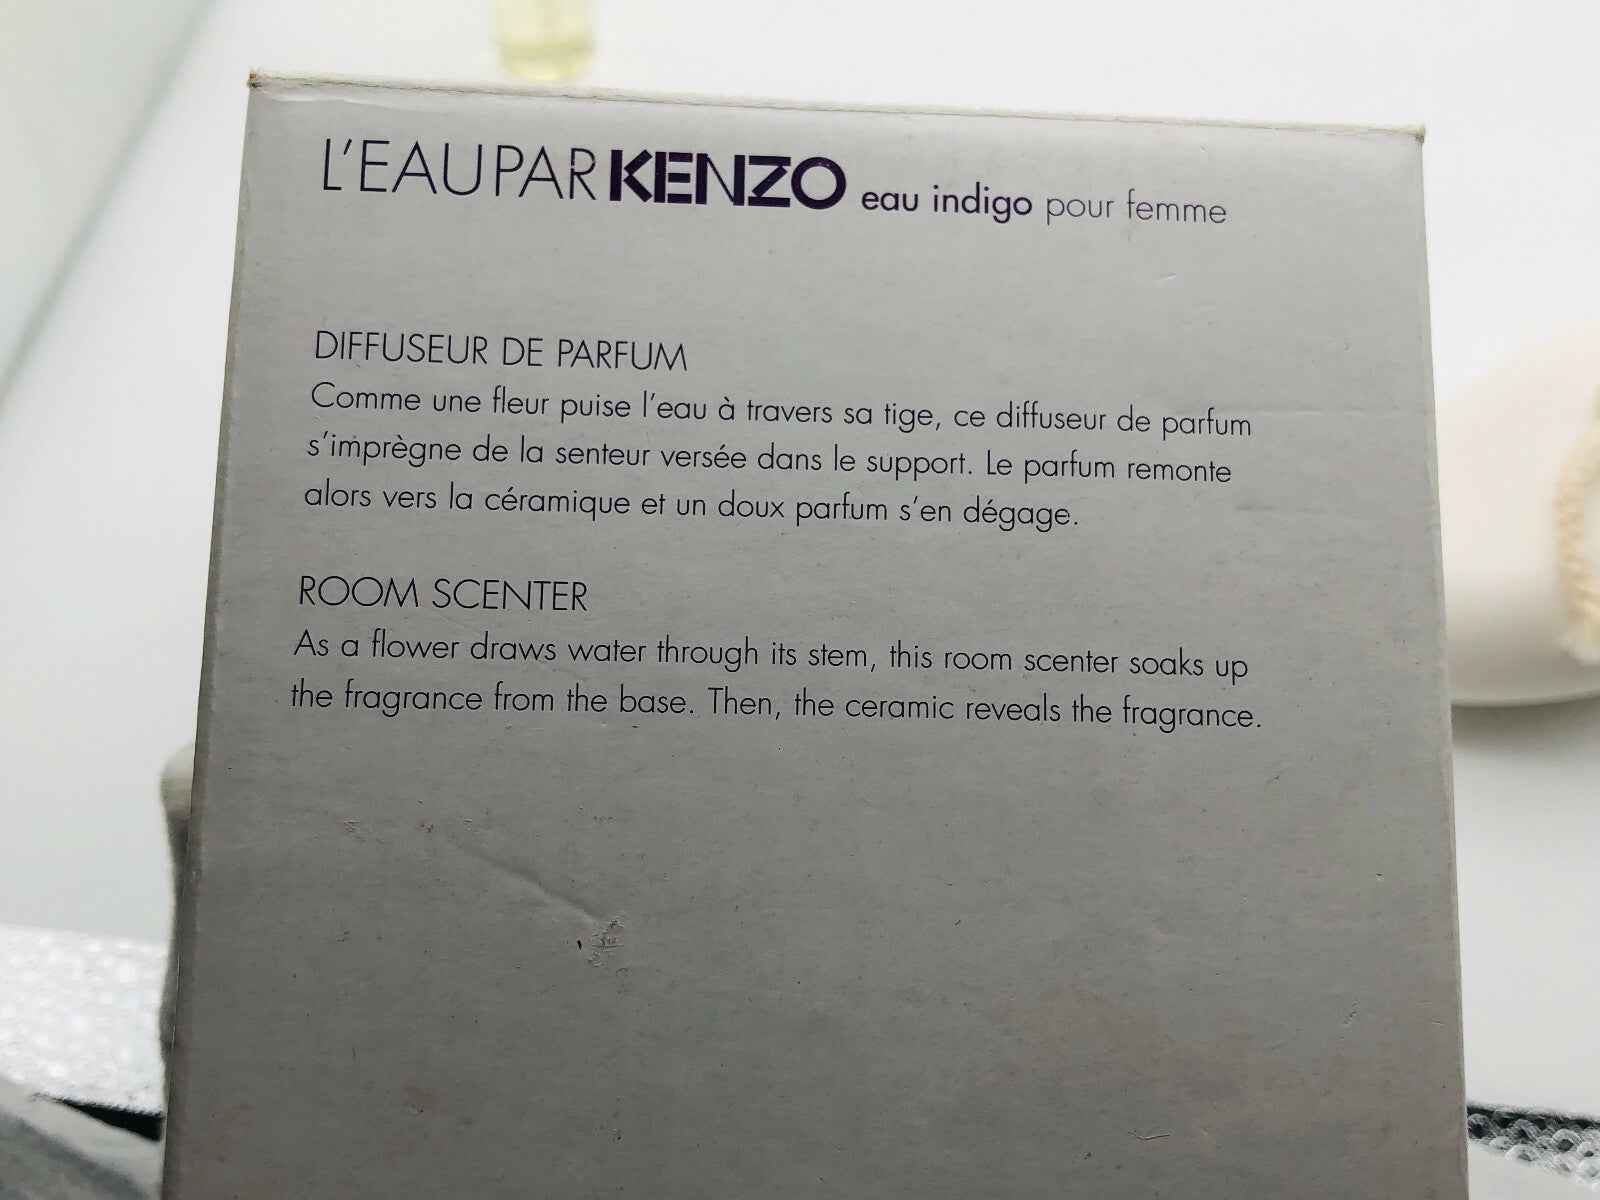 L'EAUPARKENZO eau indigo pour femme
DIFFUSEUR DE PARFUM
Comme une fleur puise l'eau à travers sa tige, ce diffuseur de parfum
s'imprègne de la senteur versée dans le support. Le parfum remonte
alors vers la céramique et un doux parfum s'en dégage.
ROOM SCENTER
As a flower draws water through its stem, this room scenter soaks up
the fragrance from the base. Then, the ceramic reveals the fragrance.